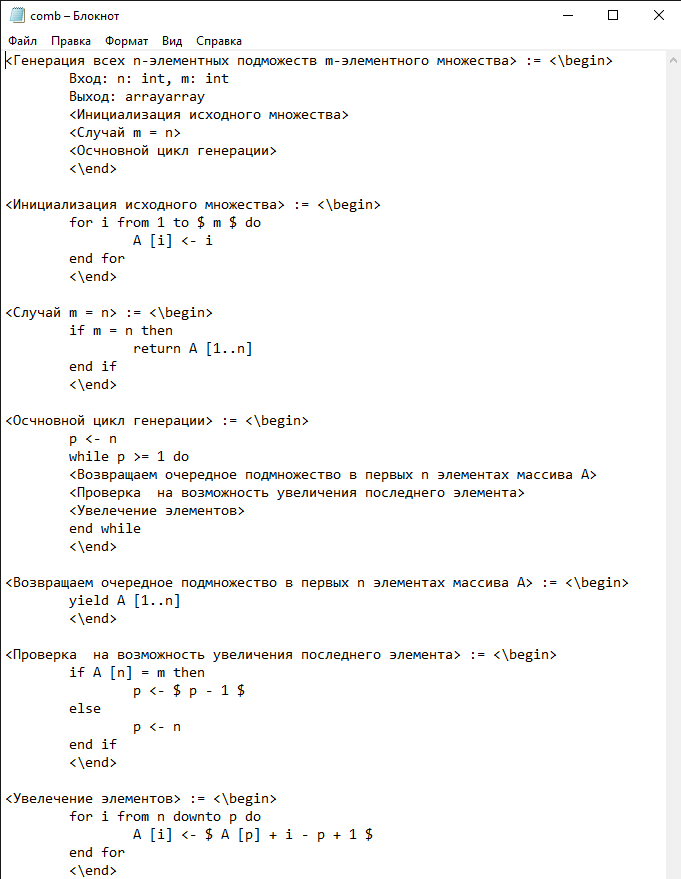 comb – Блокнот
Файл Правка Формат Вид Справка
<Генерация всех n-элементных подможеств m-элементного множества> := <\begin>
Вход: n: int, m: int
Выход: arrayarray
<Инициализация исходного множества>
<Случай m = n>
<Осчновной цикл генерации>
<\end>
<Инициализация исходного множества> := <\begin>
for i from 1 to $ m $ do
A [i] <- i
end for
<\end>
<Случай m = n> := <\begin>
if m = n then
return A [1..n]
end if
<\end>
<Осчновной цикл генерации> := <\begin>
p <- n
while p >= 1 do
<Возвращаем очередное подмножество в первых n элементах массива A>
<Проверка  на возможность увеличения последнего элемента>
<Увелечение элементов>
end while
<\end>
<Возвращаем очередное подмножество в первых n элементах массива A> := <\begin>
yield A [1..n]
<\end>
<Проверка  на возможность увеличения последнего элемента> := <\begin>
if A [n] = m then
p <- $ p - 1 $
else
p <- n
end if
<\end>
<Увелечение элементов> := <\begin>
for i from n downto p do
A [i] <- $ A [p] + i - p + 1 $
end for
<\end>